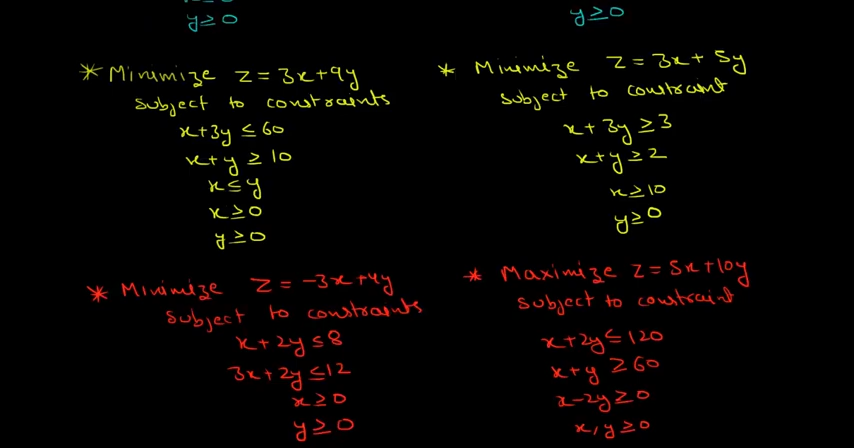 y ≥ 0
y ≥ 0
* Minimize z = 3x + 9y
subject to constraints
x + 3y ≤ 60
x + y ≥ 10
x ≤ y
x ≥ 0
y ≥ 0
* Minimize z = 3x + 5y
subject to constraint
x + 3y ≥ 3
x + y ≥ 2
x ≥ 10
y ≥ 0
* Minimize z = -3x + 4y
subject to constraints
x + 2y ≤ 8
3x + 2y ≤ 12
x ≥ 0
y ≥ 0
* Maximize z = 5x + 10y
subject to constraint
x + 2y ≤ 120
x + y ≥ 60
x - 2y ≥ 0
x, y ≥ 0